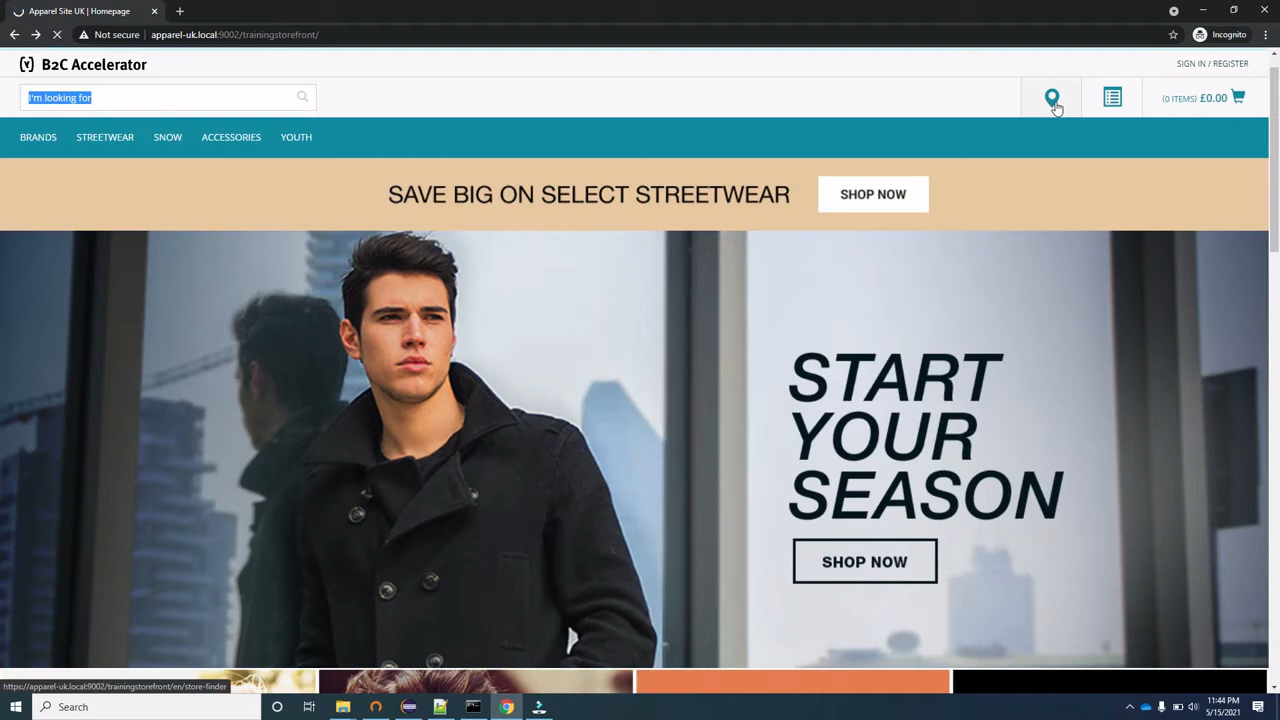 Apparel Site UK | Homepage
Not secure
apparel-uk.local:9002/trainingstorefront/
Incognito
B2C Accelerator
SIGN IN / REGISTER
I'm looking for
(0 ITEMS) £0.00
BRANDS
STREETWEAR
SNOW
ACCESSORIES
YOUTH
SAVE BIG ON SELECT STREETWEAR
SHOP NOW
START
YOUR
SEASON
SHOP NOW
https://apparel-uk.local:9002/trainingstorefront/en/store-finder
Search
11:44 PM
5/15/2021